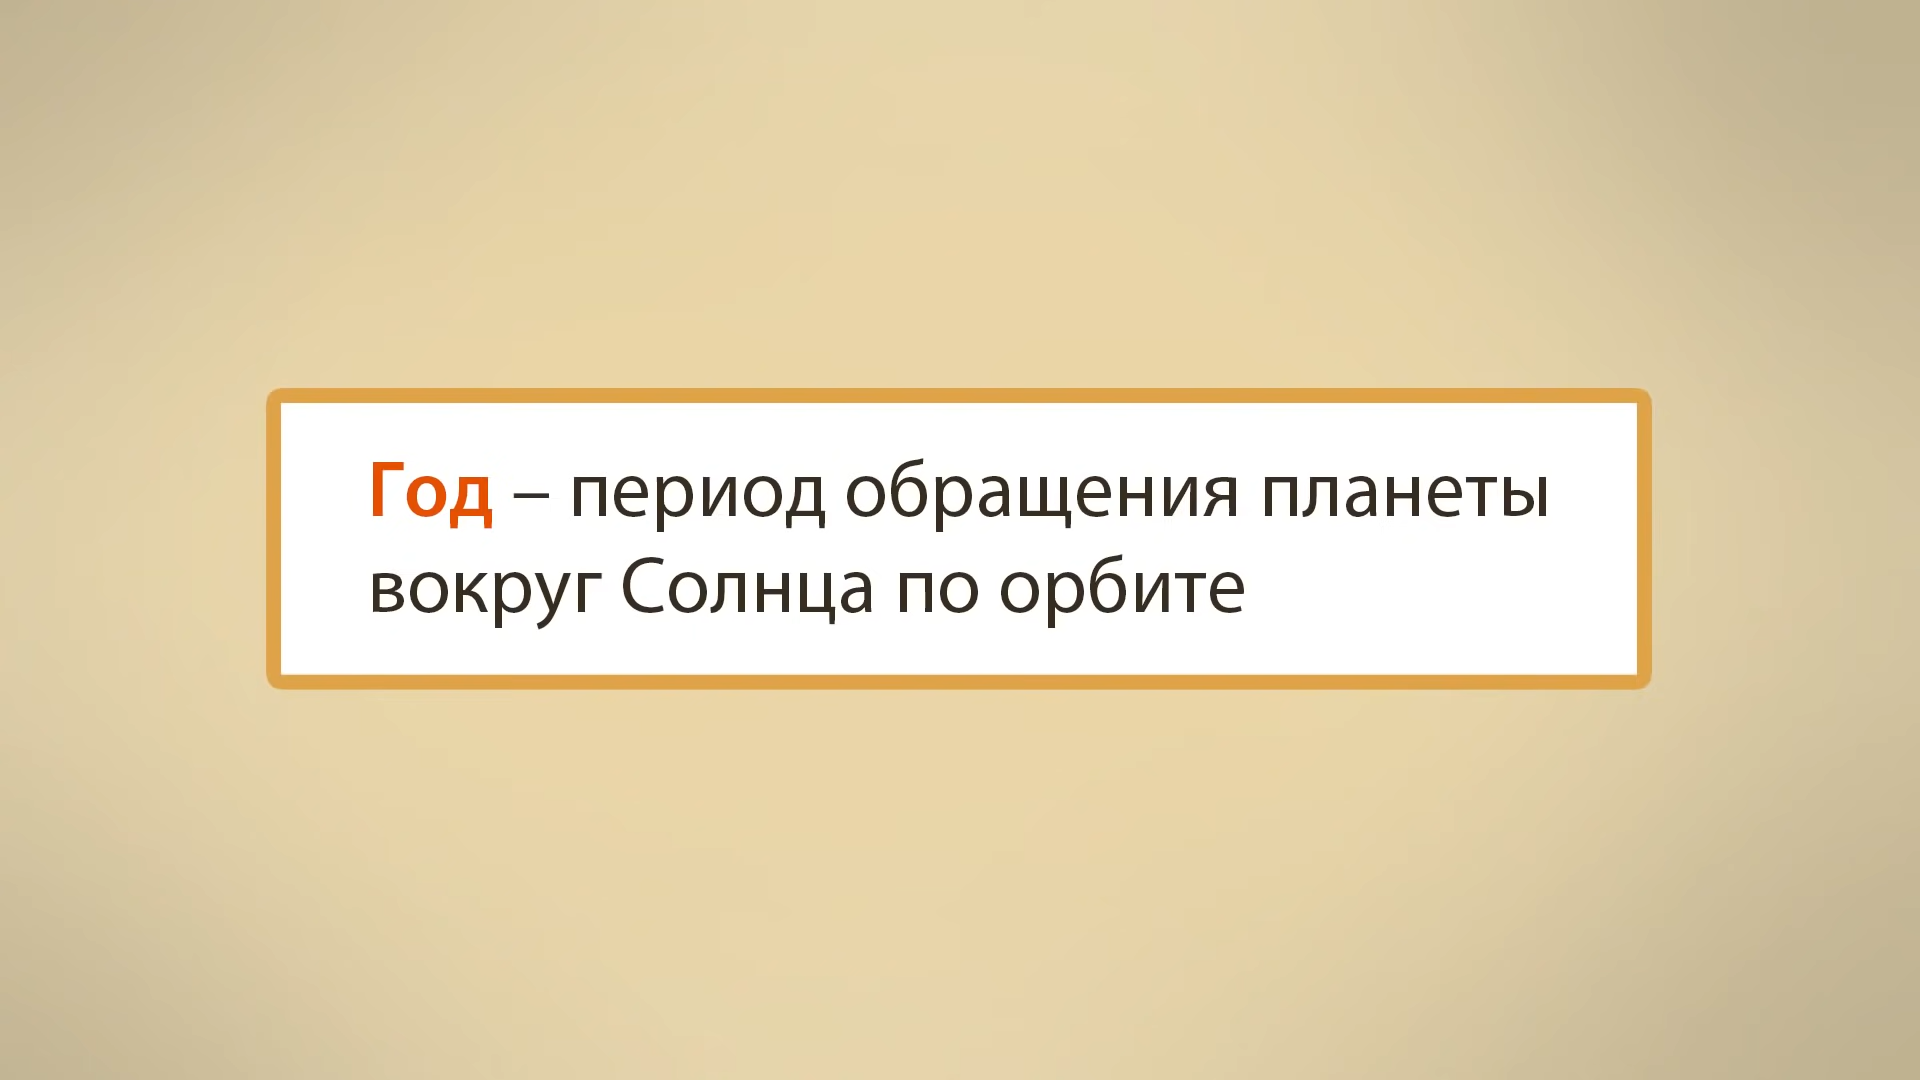 Год – период обращения планеты
вокруг Солнца по орбите